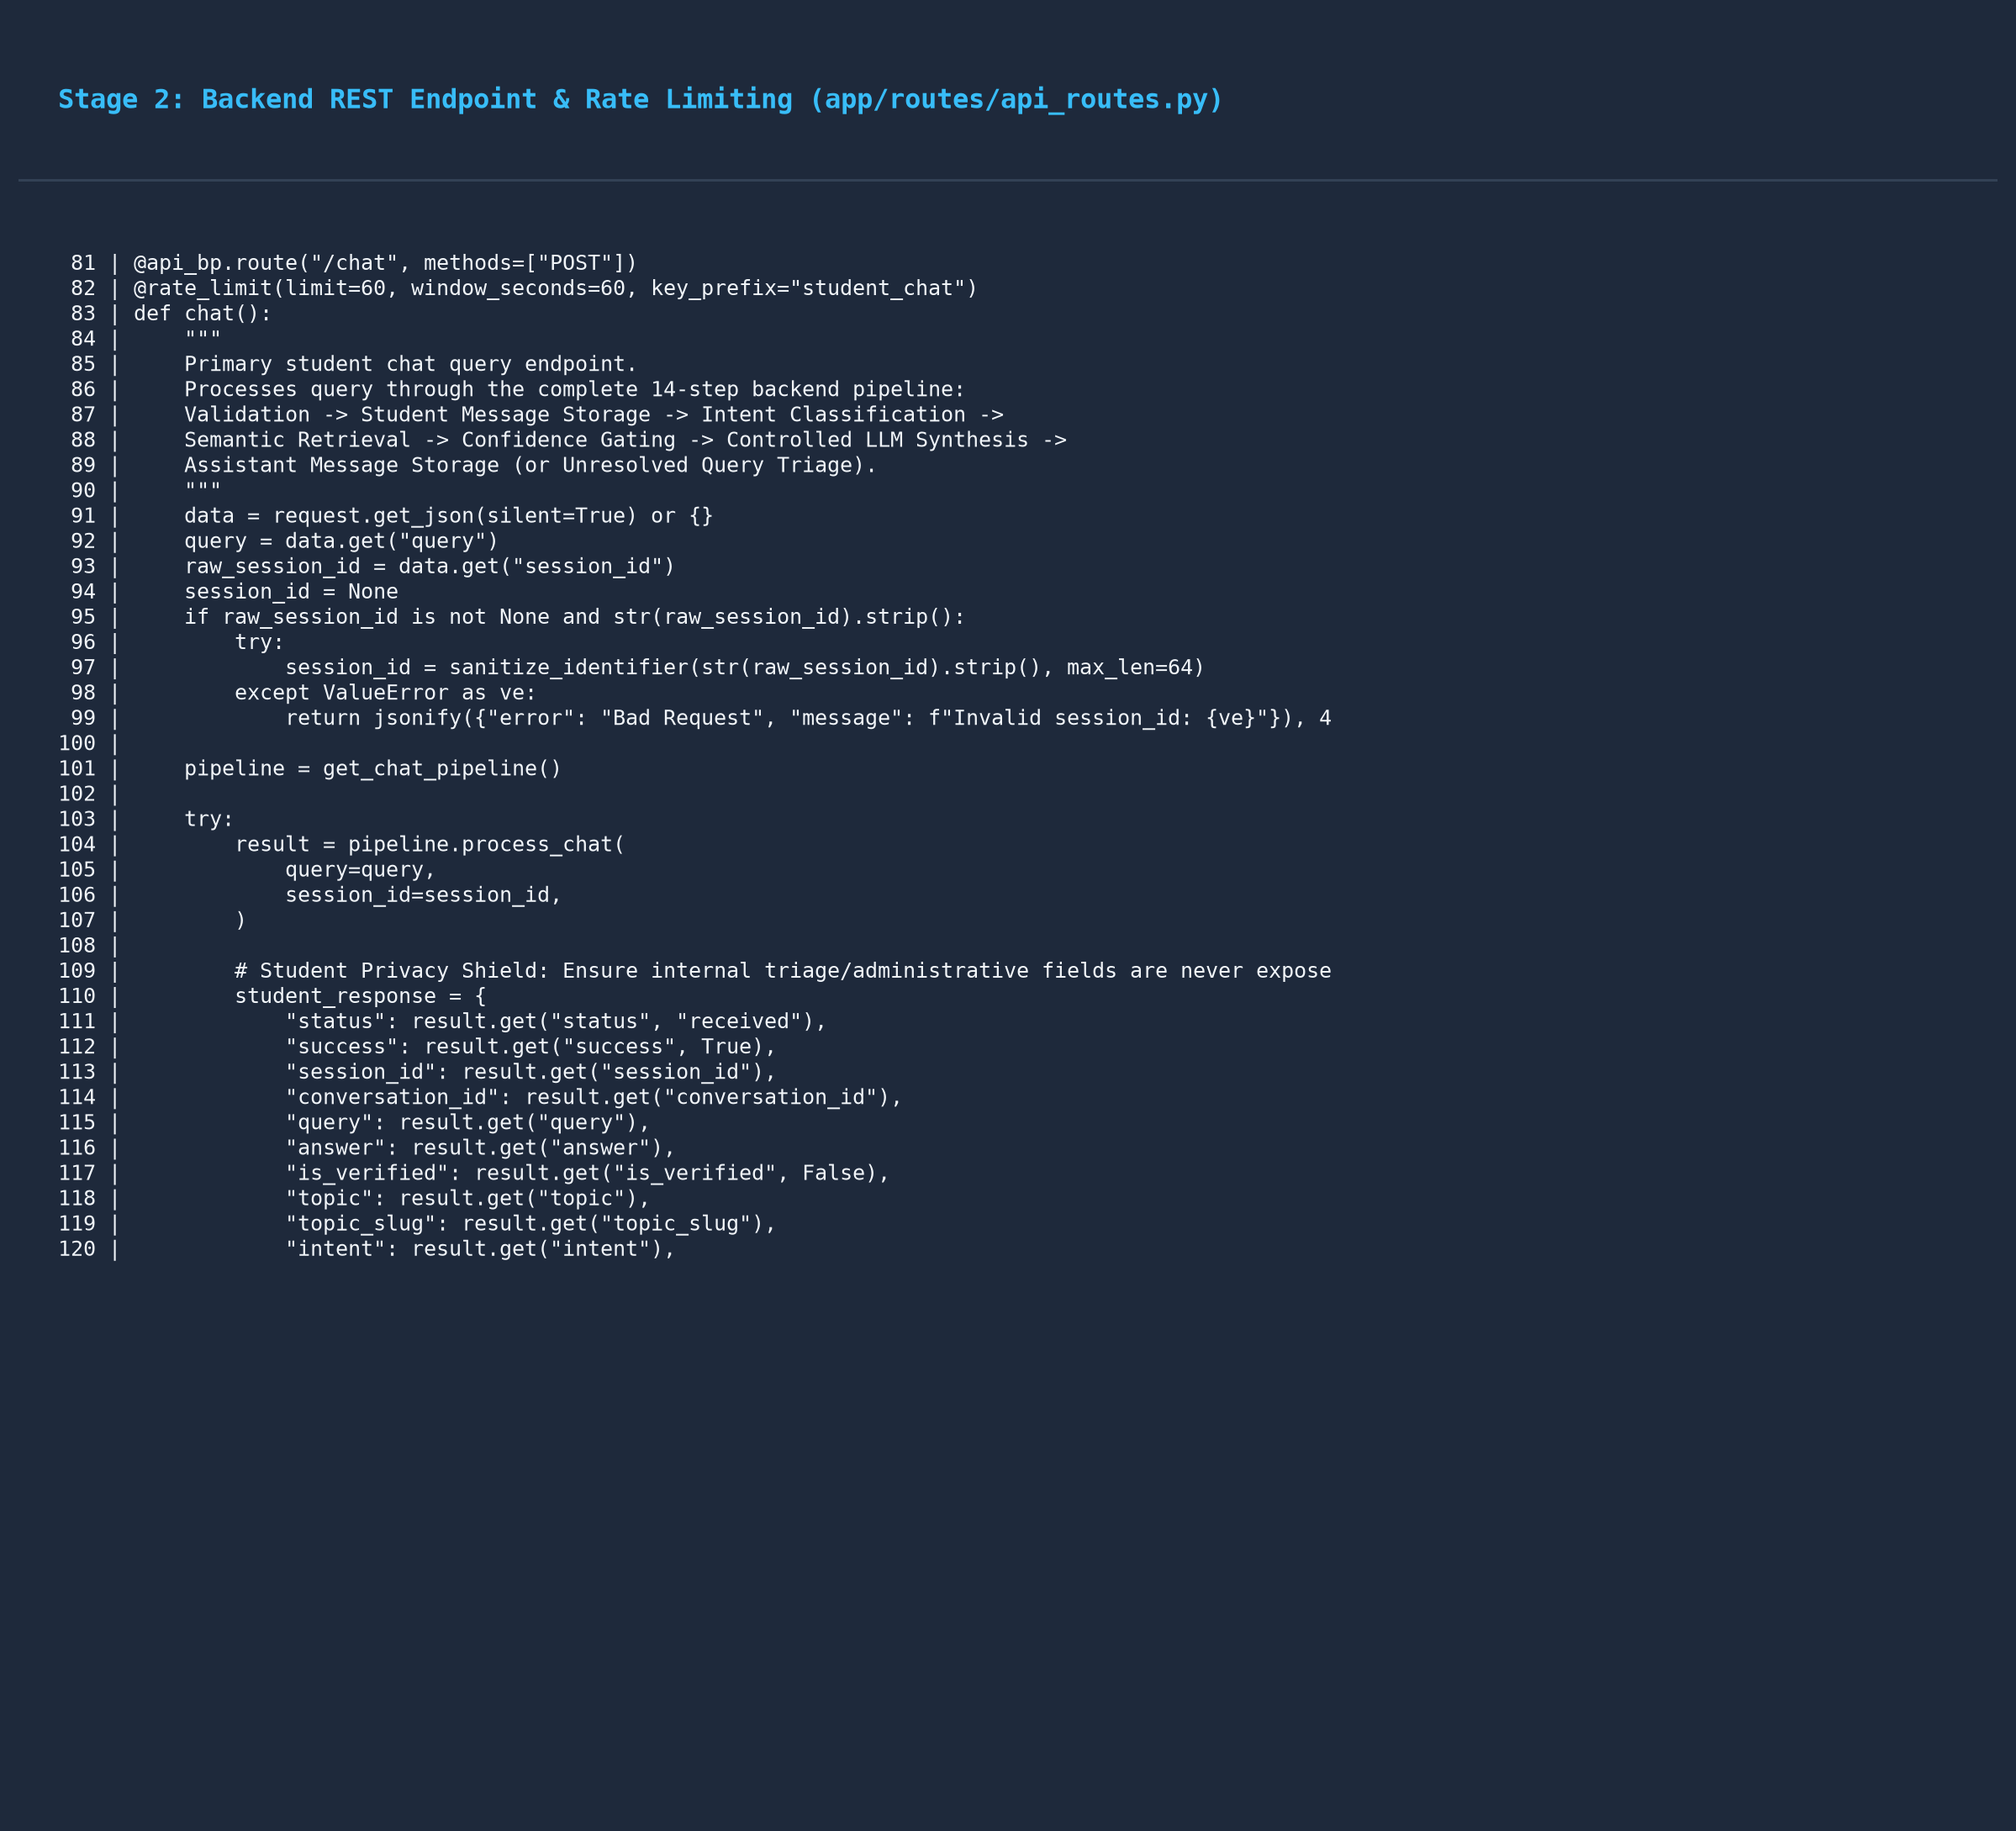 Stage 2: Backend REST Endpoint & Rate Limiting (app/routes/api_routes.py)
 81 | @api_bp.route("/chat", methods=["POST"])
 82 | @rate_limit(limit=60, window_seconds=60, key_prefix="student_chat")
 83 | def chat():
 84 |     """
 85 |     Primary student chat query endpoint.
 86 |     Processes query through the complete 14-step backend pipeline:
 87 |     Validation -> Student Message Storage -> Intent Classification ->
 88 |     Semantic Retrieval -> Confidence Gating -> Controlled LLM Synthesis ->
 89 |     Assistant Message Storage (or Unresolved Query Triage).
 90 |     """
 91 |     data = request.get_json(silent=True) or {}
 92 |     query = data.get("query")
 93 |     raw_session_id = data.get("session_id")
 94 |     session_id = None
 95 |     if raw_session_id is not None and str(raw_session_id).strip():
 96 |         try:
 97 |             session_id = sanitize_identifier(str(raw_session_id).strip(), max_len=64)
 98 |         except ValueError as ve:
 99 |             return jsonify({"error": "Bad Request", "message": f"Invalid session_id: {ve}"}), 4
100 |
101 |     pipeline = get_chat_pipeline()
102 |
103 |     try:
104 |         result = pipeline.process_chat(
105 |             query=query,
106 |             session_id=session_id,
107 |         )
108 |
109 |         # Student Privacy Shield: Ensure internal triage/administrative fields are never expose
110 |         student_response = {
111 |             "status": result.get("status", "received"),
112 |             "success": result.get("success", True),
113 |             "session_id": result.get("session_id"),
114 |             "conversation_id": result.get("conversation_id"),
115 |             "query": result.get("query"),
116 |             "answer": result.get("answer"),
117 |             "is_verified": result.get("is_verified", False),
118 |             "topic": result.get("topic"),
119 |             "topic_slug": result.get("topic_slug"),
120 |             "intent": result.get("intent"),